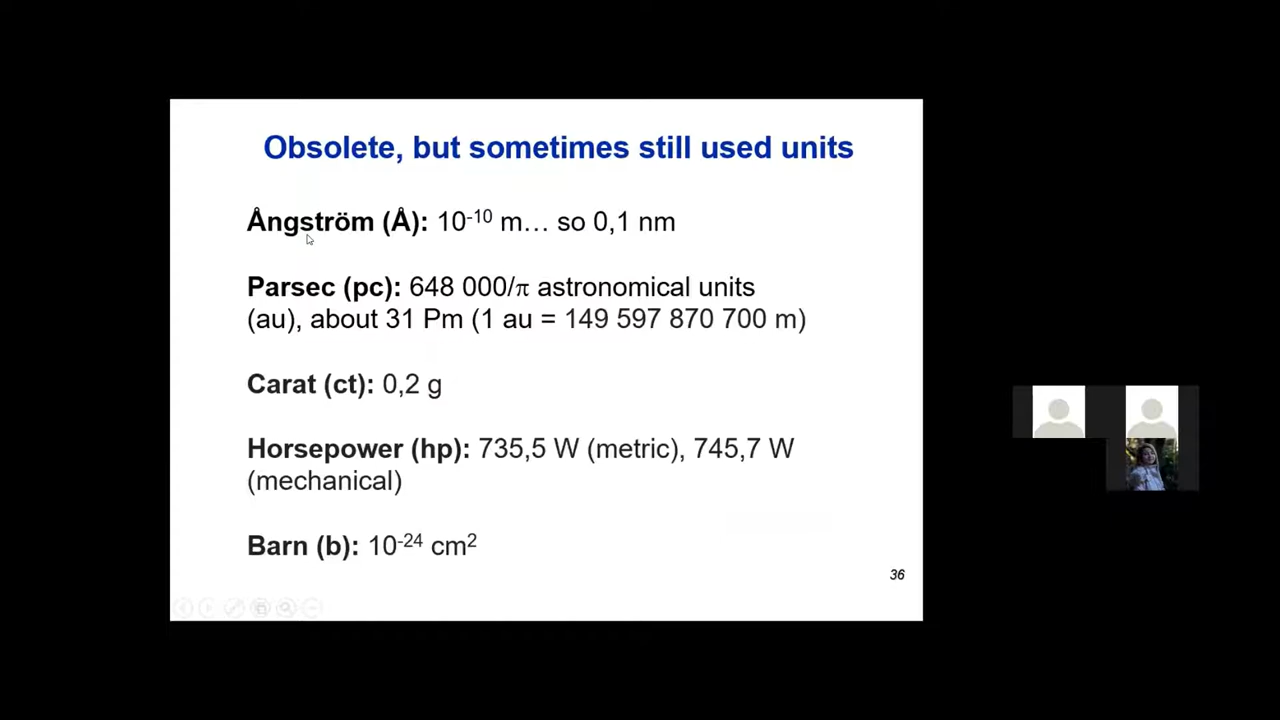 Obsolete, but sometimes still used units
Ångström (Å): 10⁻¹⁰ m… so 0,1 nm
Parsec (pc): 648 000/π astronomical units
(au), about 31 Pm (1 au = 149 597 870 700 m)
Carat (ct): 0,2 g
Horsepower (hp): 735,5 W (metric), 745,7 W
(mechanical)
Barn (b): 10⁻²⁴ cm²
36